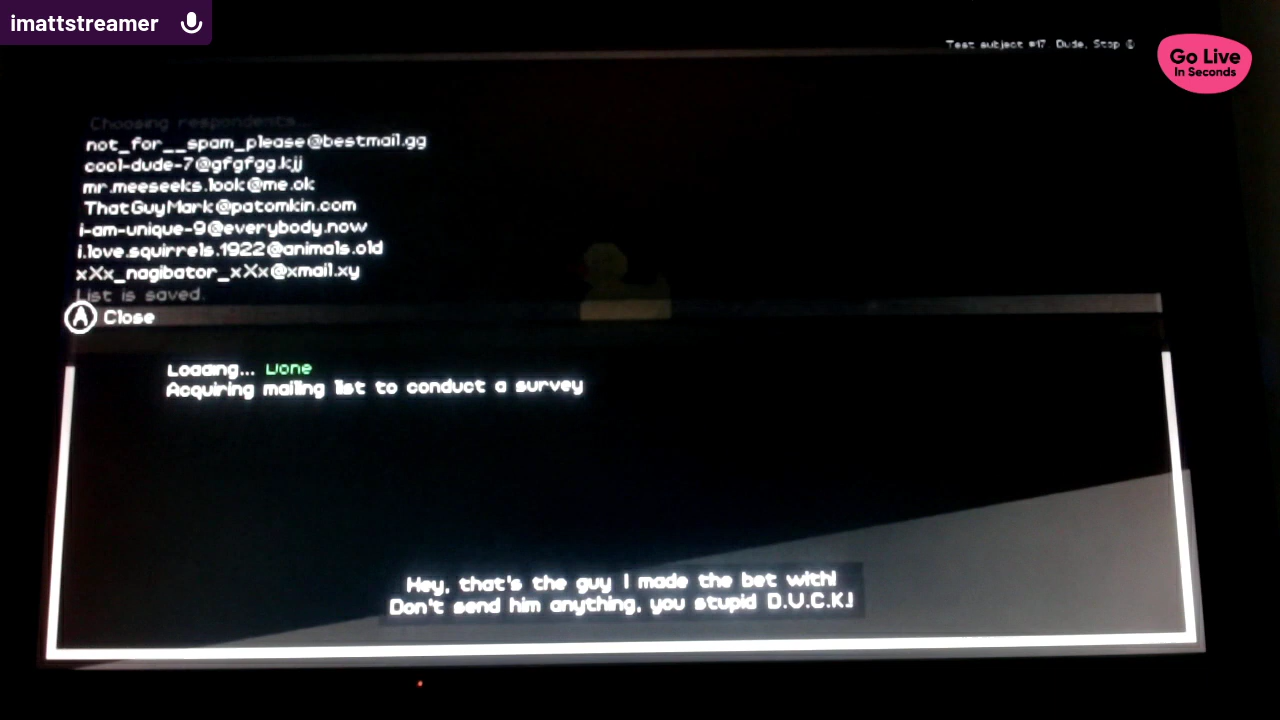 imattstreamer
Test subject #17 Dude, Stop ©
Go Live
In Seconds
Choosing respondents...
not_for__spam_please@bestmail.gg
cool-dude-7@gfgfgg.kjj
mr.meeseeks.look@me.ok
ThatGuyMark@patomkin.com
i-am-unique-9@everybody.now
i.love.squirrels.1922@animals.old
xXx_nagibator_xXx@xmail.xy
List is saved.
A Close
Loading... Done
Acquiring mailing list to conduct a survey
Hey, that's the guy I made the bet with!
Don't send him anything, you stupid D.U.C.K.!